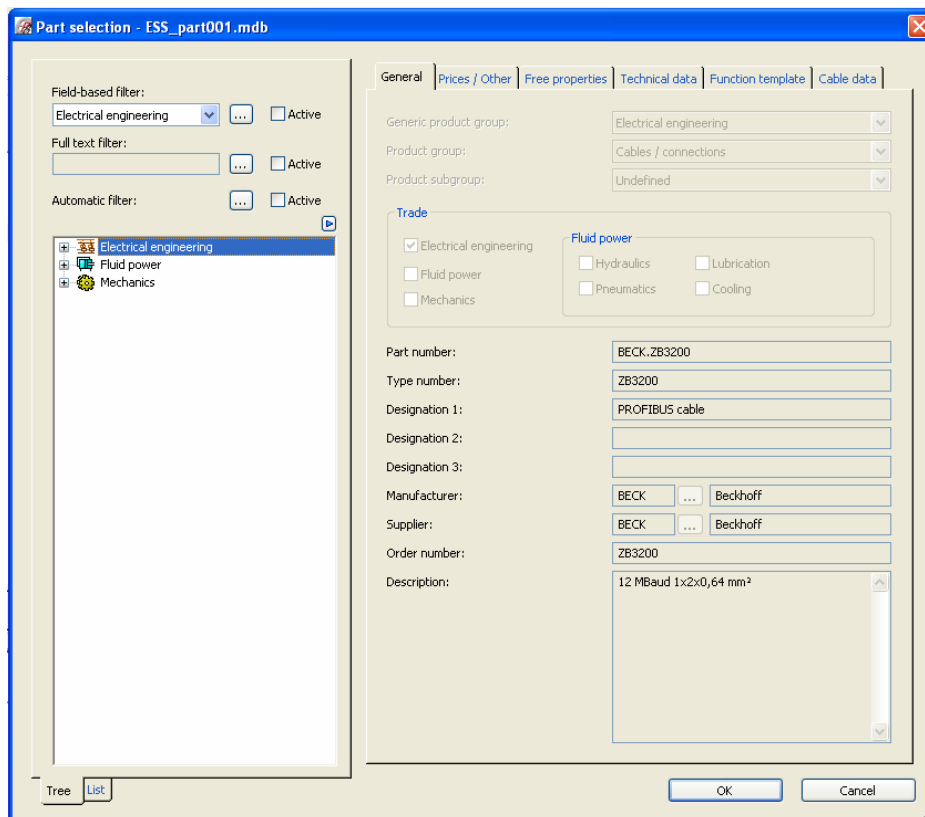 Part selection - ESS_part001.mdb
Field-based filter:
Electrical engineering ... Active
Full text filter:
... Active
Automatic filter: ... Active
Electrical engineering
Fluid power
Mechanics
Tree List
General Prices / Other Free properties Technical data Function template Cable data
Generic product group: Electrical engineering
Product group: Cables / connections
Product subgroup: Undefined
Trade
Electrical engineering
Fluid power
Mechanics
Fluid power
Hydraulics Lubrication
Pneumatics Cooling
Part number: BECK.ZB3200
Type number: ZB3200
Designation 1: PROFIBUS cable
Designation 2:
Designation 3:
Manufacturer: BECK ... Beckhoff
Supplier: BECK ... Beckhoff
Order number: ZB3200
Description: 12 MBaud 1x2x0,64 mm²
OK Cancel